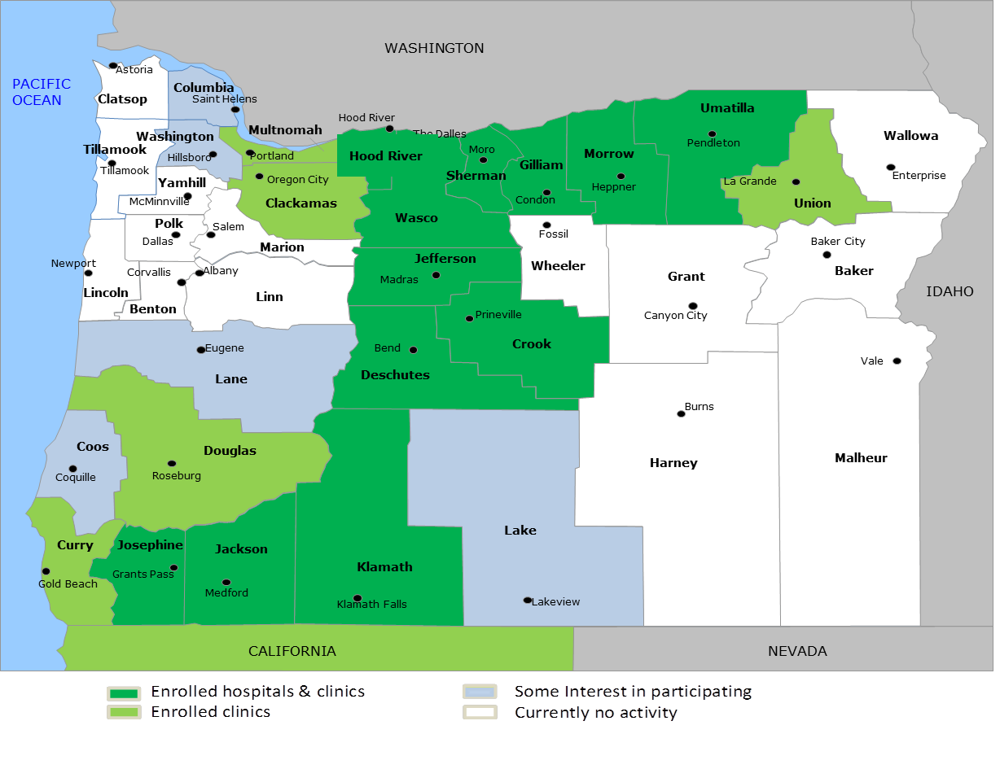 WASHINGTON
PACIFIC
OCEAN
Astoria
Clatsop
Columbia
Saint Helens
Hood River
The Dalles
Multnomah
Washington
Hillsboro
Portland
Tillamook
Tillamook
Hood River
Moro
Sherman
Gilliam
Condon
Morrow
Heppner
Umatilla
Pendleton
La Grande
Union
Wallowa
Enterprise
Yamhill
McMinnville
Oregon City
Clackamas
Wasco
Polk
Dallas
Salem
Marion
Fossil
Wheeler
Baker City
Baker
IDAHO
Newport
Lincoln
Corvallis
Albany
Benton
Linn
Jefferson
Madras
Grant
Canyon City
Prineville
Crook
Bend
Deschutes
Eugene
Lane
Vale
Burns
Harney
Malheur
Coos
Coquille
Douglas
Roseburg
Lake
Lakeview
Curry
Gold Beach
Josephine
Grants Pass
Jackson
Medford
Klamath
Klamath Falls
CALIFORNIA
NEVADA
Enrolled hospitals & clinics
Enrolled clinics
Some Interest in participating
Currently no activity